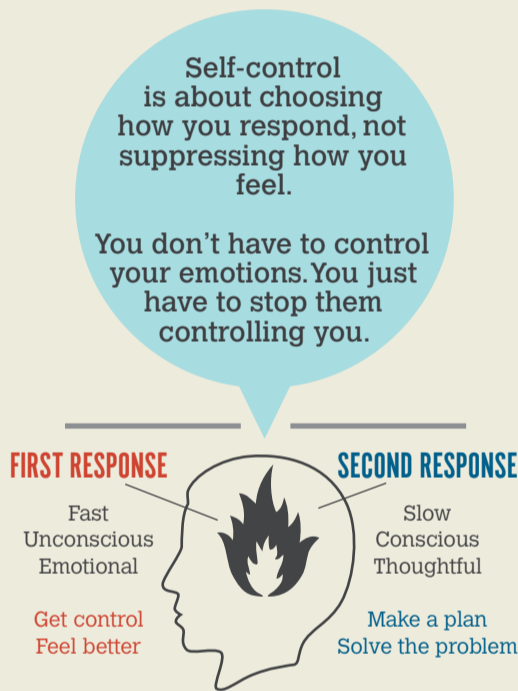 Self-control
is about choosing
how you respond, not
suppressing how you
feel.
You don't have to control
your emotions. You just
have to stop them
controlling you.
FIRST RESPONSE
Fast
Unconscious
Emotional
Get control
Feel better
SECOND RESPONSE
Slow
Conscious
Thoughtful
Make a plan
Solve the problem